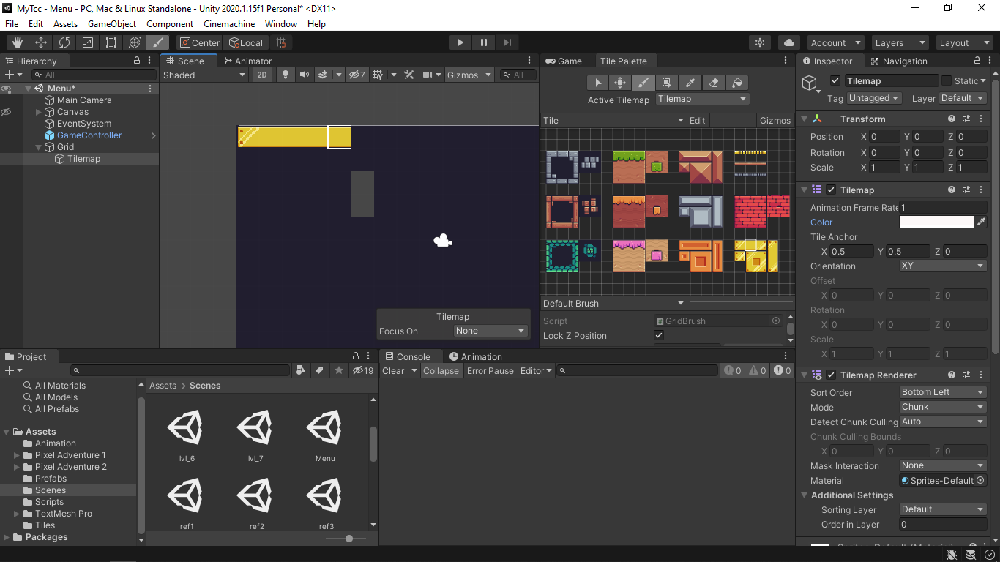 MyTcc - Menu - PC, Mac & Linux Standalone - Unity 2020.1.15f1 Personal* <DX11>
File Edit Assets GameObject Component Cinemachine Window Help
Center Local Account Layers Layout
Hierarchy
All
Menu*
Main Camera
Canvas
EventSystem
GameController
Grid
Tilemap
Scene Animator
Shaded 2D 7 Gizmos All
Tilemap
Focus On None
Game Tile Palette
Active Tilemap Tilemap
Tile Edit Gizmos
Default Brush
Script GridBrush
Lock Z Position
Inspector Navigation
Tilemap Static
Tag Untagged Layer Default
Transform
Position X 0 Y 0 Z 0
Rotation X 0 Y 0 Z 0
Scale X 1 Y 1 Z 1
Tilemap
Animation Frame Rate 1
Color
Tile Anchor
X 0.5 Y 0.5 Z 0
Orientation XY
Offset
X 0 Y 0 Z 0
Rotation
X 0 Y 0 Z 0
Scale
X 1 Y 1 Z 1
Tilemap Renderer
Sort Order Bottom Left
Mode Chunk
Detect Chunk Culling Auto
Chunk Culling Bounds
X 0 Y 0 Z 0
Mask Interaction None
Material Sprites-Default
Additional Settings
Sorting Layer Default
Order in Layer 0
Project
19
All Materials
All Models
All Prefabs
Assets
Animation
Pixel Adventure 1
Pixel Adventure 2
Prefabs
Scenes
Scripts
TextMesh Pro
Tiles
Packages
Assets > Scenes
lvl_6 lvl_7 Menu
ref1 ref2 ref3
Console Animation
Clear Collapse Error Pause Editor 0 0 0